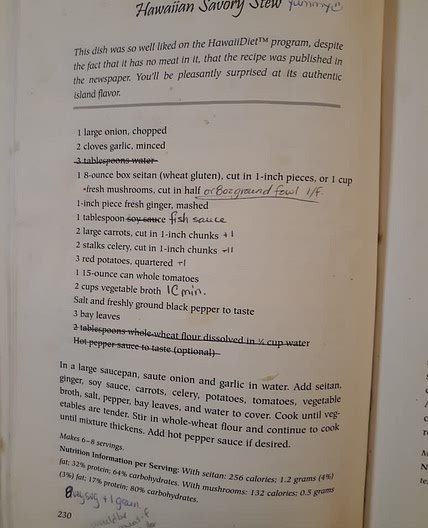 Hawaiian Savory Stew yummy
This dish was so well liked on the HawaiiDiet™ program, despite
the fact that it has no meat in it, that the recipe was published in
the newspaper. You'll be pleasantly surprised at its authentic
island flavor.
1 large onion, chopped
2 cloves garlic, minced
3 tablespoons water
1 8-ounce box seitan (wheat gluten), cut in 1-inch pieces, or 1 cup
fresh mushrooms, cut in half or 8oz ground fowl 1/F.
1-inch piece fresh ginger, mashed
1 tablespoon soy sauce fish sauce
2 large carrots, cut in 1-inch chunks +1
2 stalks celery, cut in 1-inch chunks
3 red potatoes, quartered +1
1 15-ounce can whole tomatoes
2 cups vegetable broth 1C min.
Salt and freshly ground black pepper to taste
3 bay leaves
2 tablespoons whole-wheat flour dissolved in ¼ cup water
Hot pepper sauce to taste (optional)
In a large saucepan, saute onion and garlic in water. Add seitan,
ginger, soy sauce, carrots, celery, potatoes, tomatoes, vegetable
broth, salt, pepper, bay leaves, and water to cover. Cook until veg-
etables are tender. Stir in whole-wheat flour and continue to cook
until mixture thickens. Add hot pepper sauce if desired.
Makes 6–8 servings.
Nutrition Information per Serving: With seitan: 256 calories; 1.2 grams (4%)
fat; 32% protein; 64% carbohydrates. With mushrooms: 132 calories; 0.5 grams
(3%) fat; 17% protein; 80% carbohydrates.
230